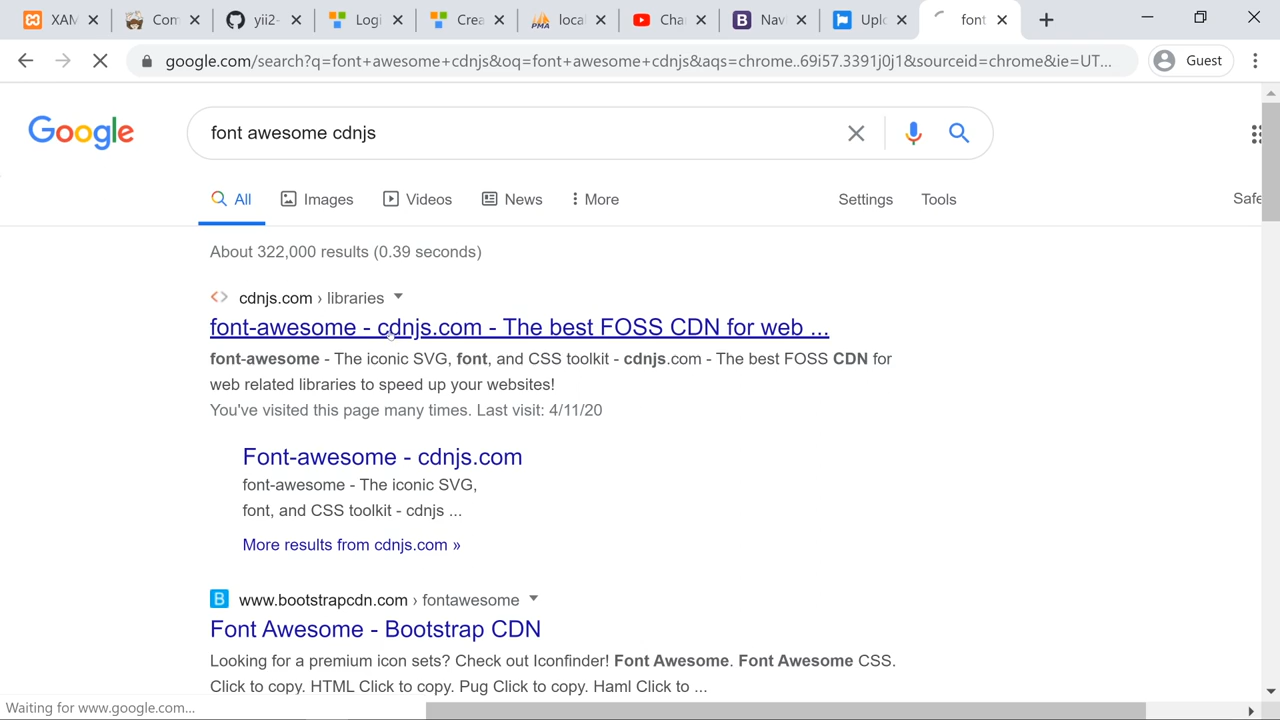 XAM
Com
yii2-
Logi
Crea
PMA
loca
Cha
B
Navi
Uplo
font
google.com/search?q=font+awesome+cdnjs&oq=font+awesome+cdnjs&aqs=chrome..69i57.3391j0j1&sourceid=chrome&ie=UT...
Guest
Google
font awesome cdnjs
All
Images
Videos
News
More
Settings
Tools
Safe
About 322,000 results (0.39 seconds)
cdnjs.com › libraries
font-awesome - cdnjs.com - The best FOSS CDN for web ...
font-awesome - The iconic SVG, font, and CSS toolkit - cdnjs.com - The best FOSS CDN for
web related libraries to speed up your websites!
You've visited this page many times. Last visit: 4/11/20
Font-awesome - cdnjs.com
font-awesome - The iconic SVG,
font, and CSS toolkit - cdnjs ...
More results from cdnjs.com »
B
www.bootstrapcdn.com › fontawesome
Font Awesome - Bootstrap CDN
Looking for a premium icon sets? Check out Iconfinder! Font Awesome. Font Awesome CSS.
Click to copy. HTML Click to copy. Pug Click to copy. Haml Click to ...
Waiting for www.google.com...